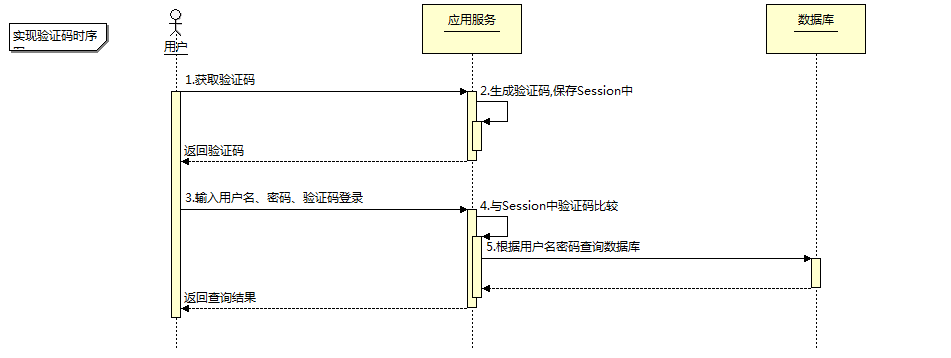 实现验证码时序
用户
应用服务
数据库
1.获取验证码
2.生成验证码,保存Session中
返回验证码
3.输入用户名、密码、验证码登录
4.与Session中验证码比较
5.根据用户名密码查询数据库
返回查询结果